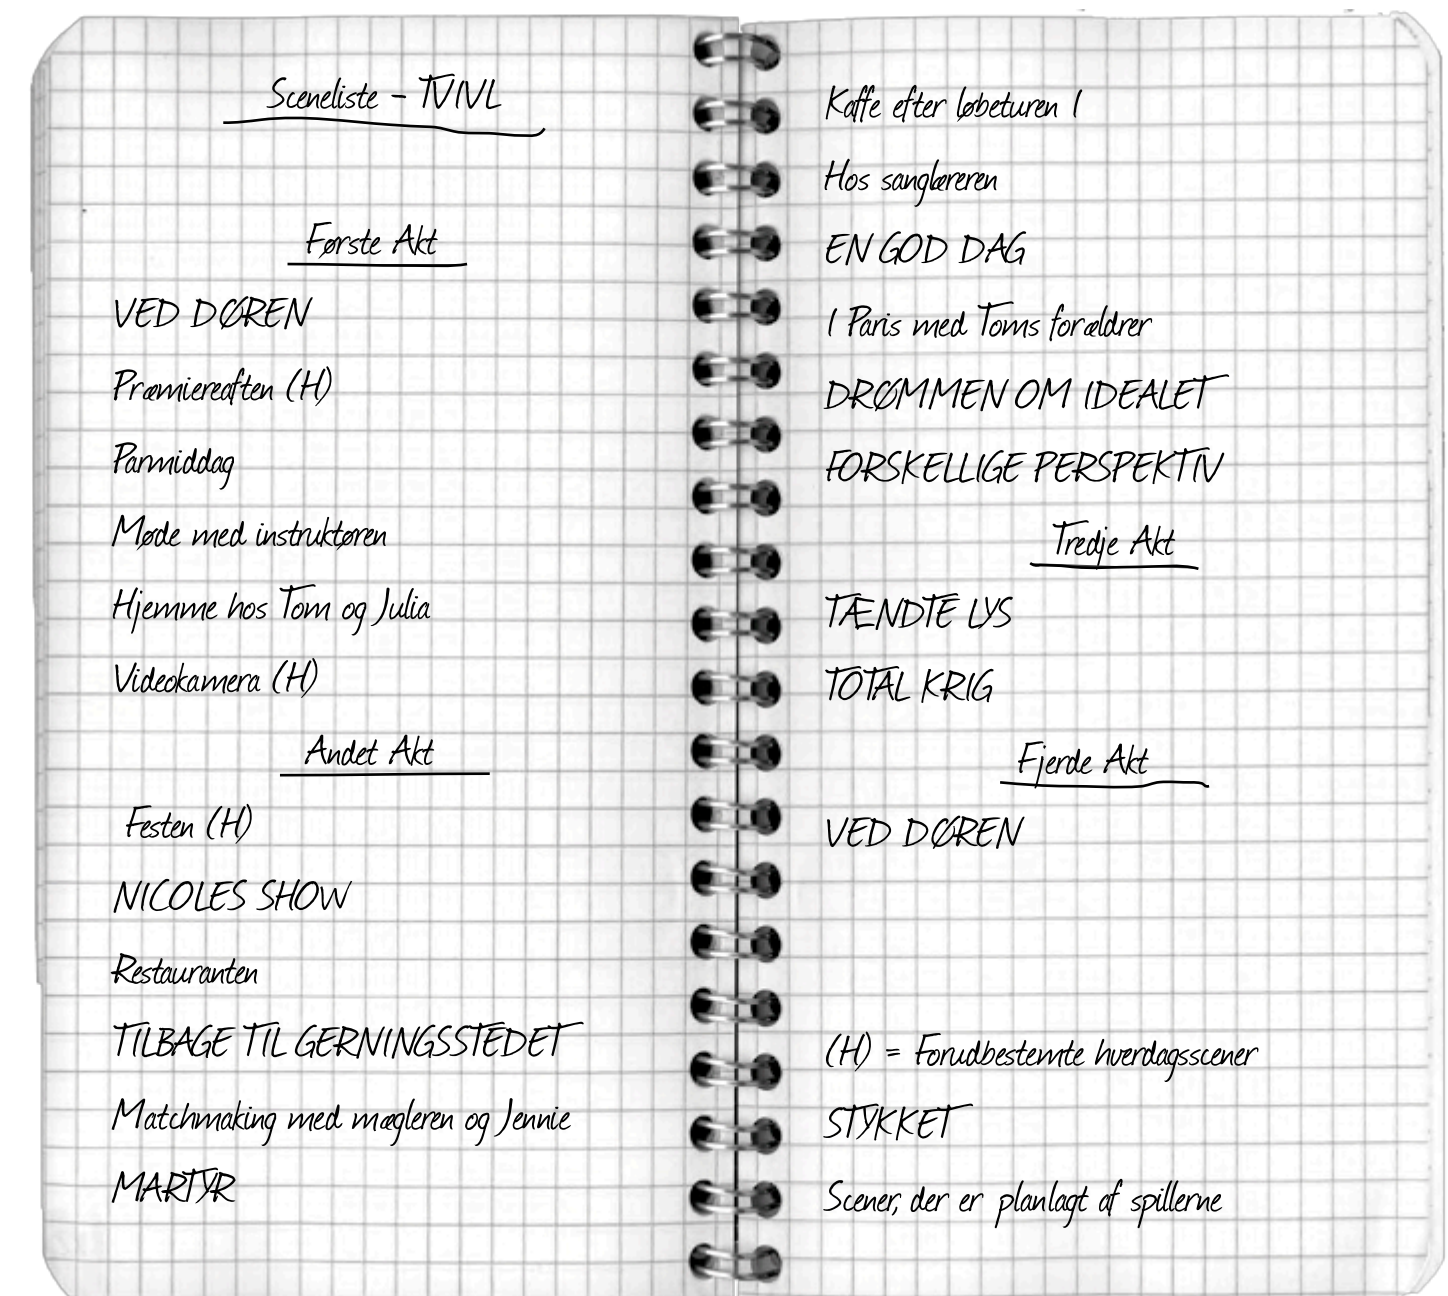 Sceneliste - TVIVL
Første Akt
VED DØREN
Præmiereaften (H)
Parmiddag
Møde med instruktøren
Hjemme hos Tom og Julia
Videokamera (H)
Andet Akt
Festen (H)
NICOLES SHOW
Restauranten
TILBAGE TIL GERNINGSSTEDET
Matchmaking med mægleren og Jennie
MARTYR
Kaffe efter løbeturen 1
Hos sanglæreren
EN GOD DAG
I Paris med Toms forældrer
DRØMMEN OM IDEALET
FORSKELLIGE PERSPEKTIV
Tredje Akt
TÆNDTE LYS
TOTAL KRIG
Fjerde Akt
VED DØREN
(H) = Forudbestemte hverdagsscener
STYKKET
Scener, der er planlagt af spillerne